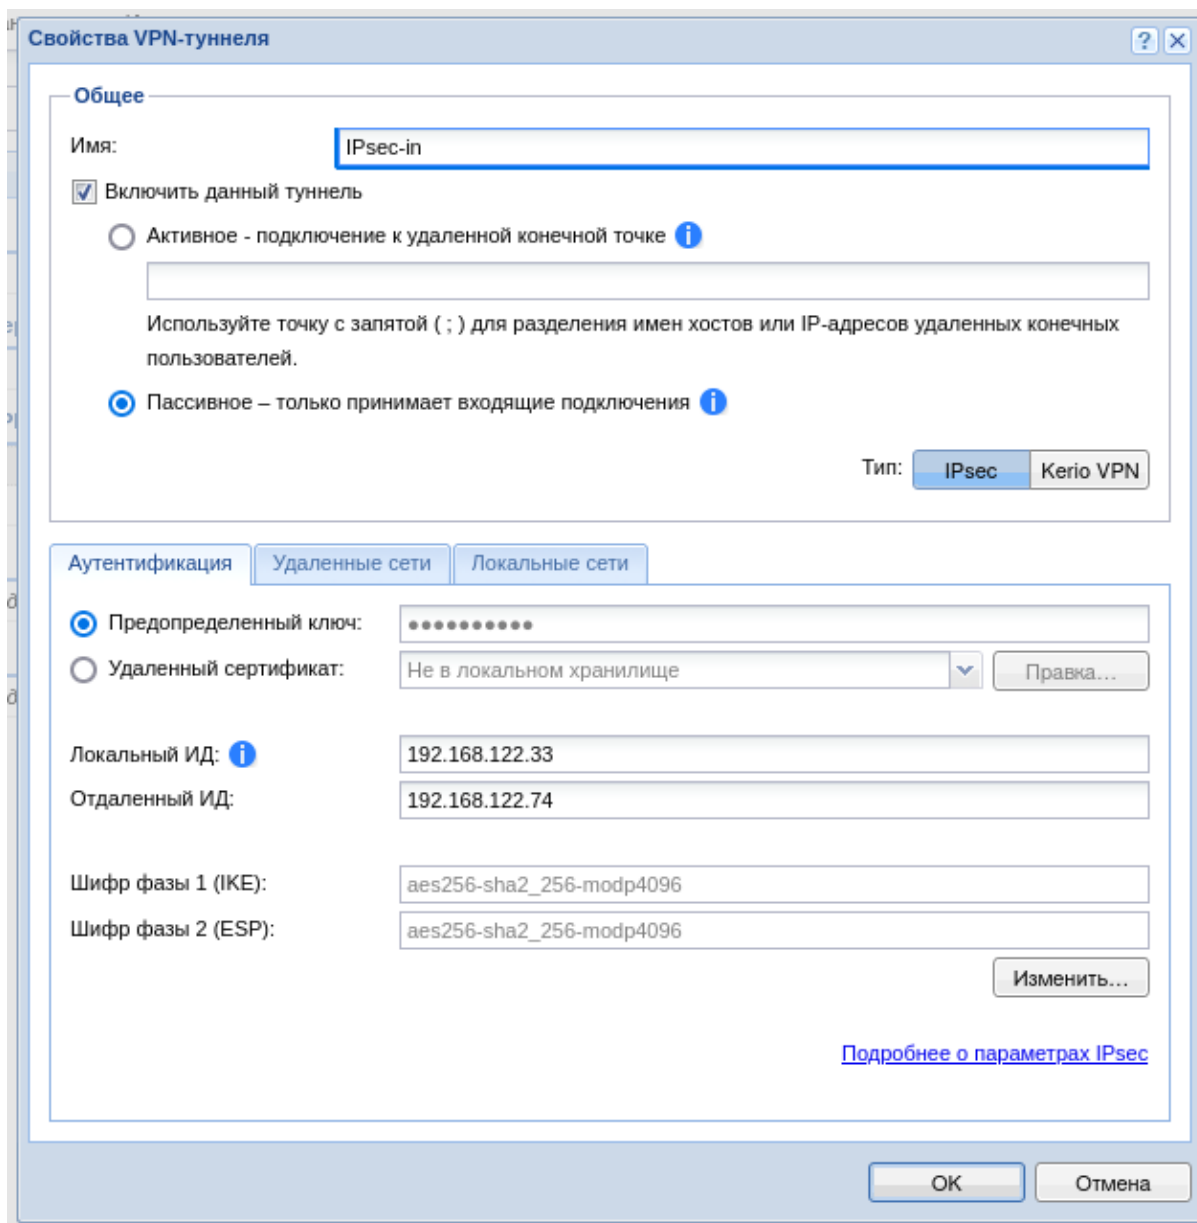 Свойства VPN-туннеля
Общее
Имя: IPsec-in
Включить данный туннель
Активное - подключение к удаленной конечной точке
Используйте точку с запятой ( ; ) для разделения имен хостов или IP-адресов удаленных конечных
пользователей.
Пассивное – только принимает входящие подключения
Тип: IPsec Kerio VPN
Аутентификация Удаленные сети Локальные сети
Предопределенный ключ: ••••••••••
Удаленный сертификат: Не в локальном хранилище Правка...
Локальный ИД: 192.168.122.33
Отдаленный ИД: 192.168.122.74
Шифр фазы 1 (IKE): aes256-sha2_256-modp4096
Шифр фазы 2 (ESP): aes256-sha2_256-modp4096
Изменить...
Подробнее о параметрах IPsec
OK Отмена